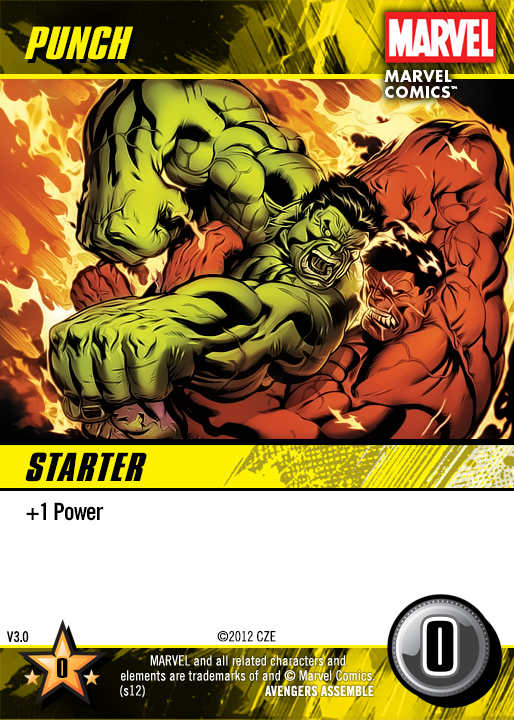 PUNCH
MARVEL
MARVEL
COMICS™
STARTER
+1 Power
V3.0
©2012 CZE
0
0
MARVEL and all related characters and
elements are trademarks of and © Marvel Comics.
(s12)
AVENGERS ASSEMBLE